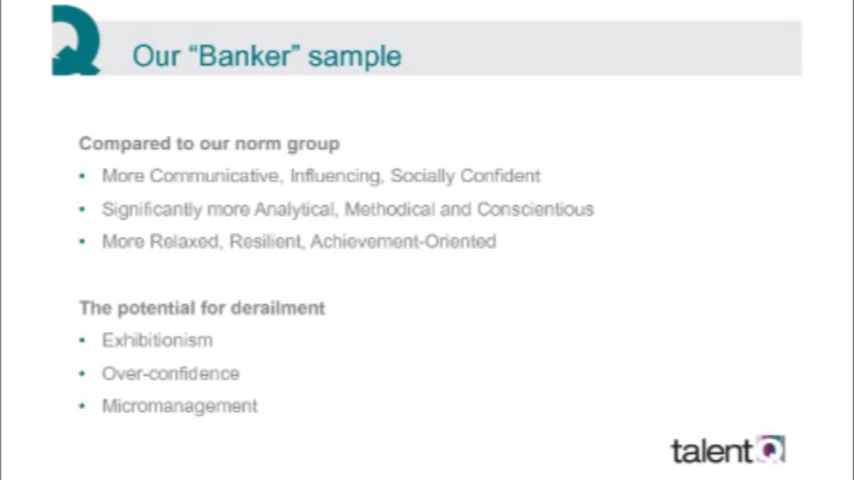 Our “Banker” sample
Compared to our norm group
• More Communicative, Influencing, Socially Confident
• Significantly more Analytical, Methodical and Conscientious
• More Relaxed, Resilient, Achievement-Oriented
The potential for derailment
• Exhibitionism
• Over-confidence
• Micromanagement
talentQ